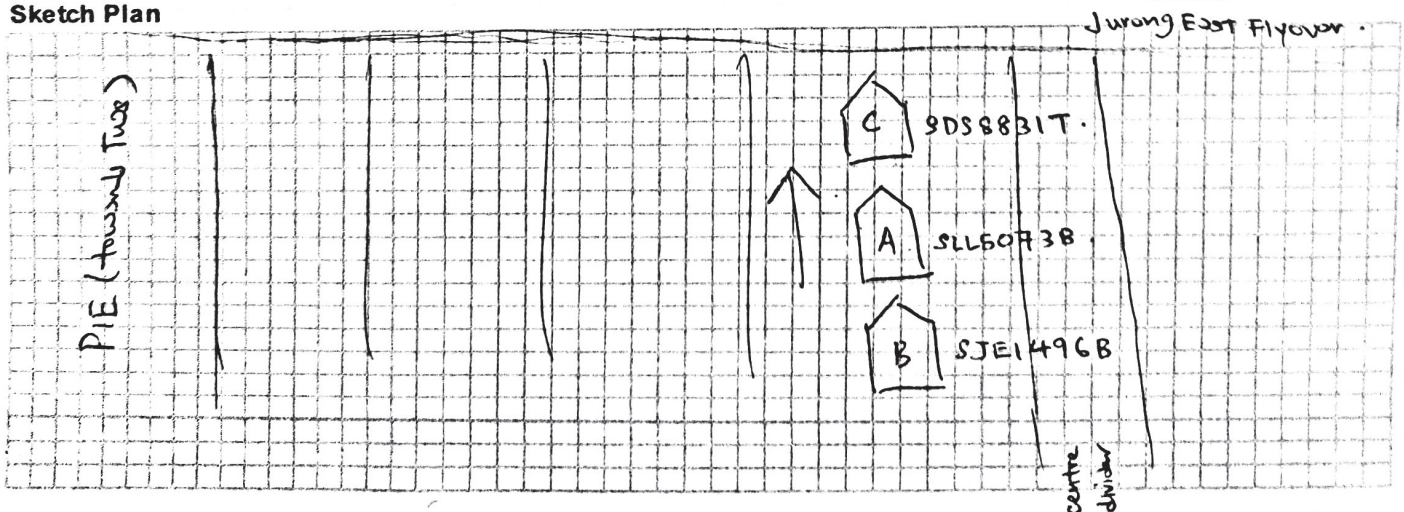 Sketch Plan
Jurong East Flyover.
PIE (towards Tuas)
C SDS8831T.
A SLL5073B.
B SJE1496B
centre
divider